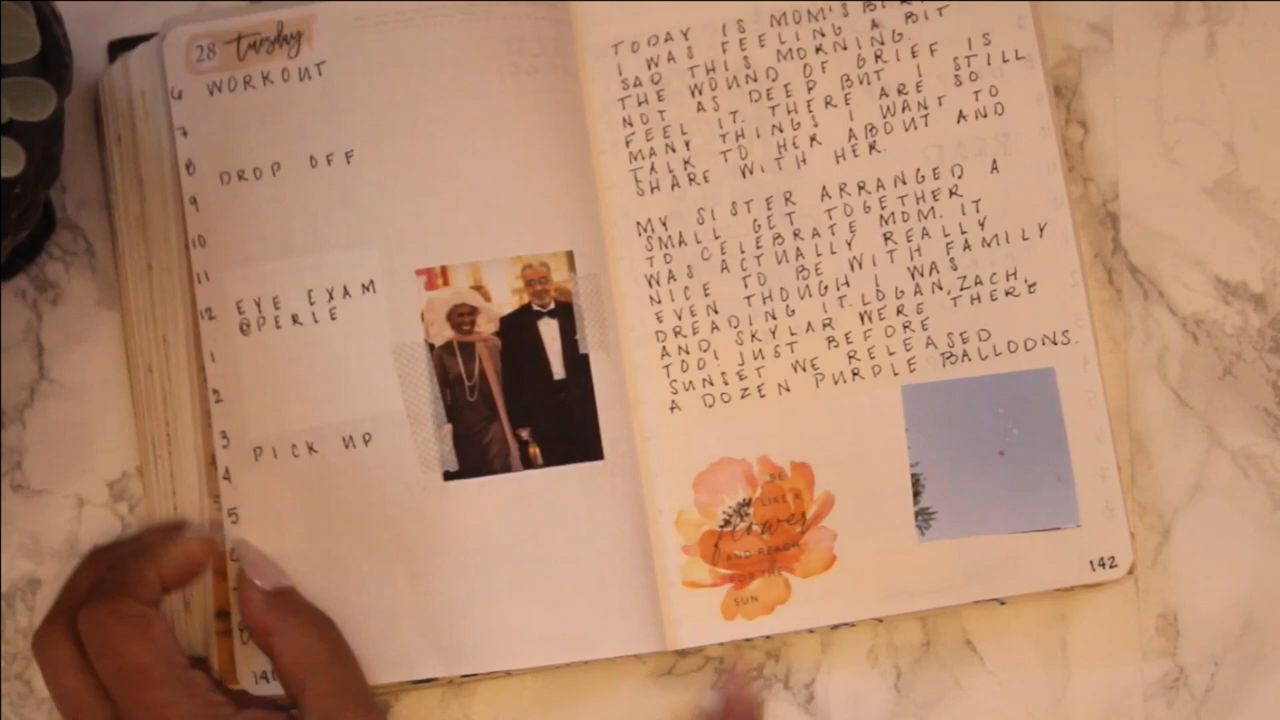 28 tuesday
6 WORKOUT
7
8 DROP OFF
9
10
11
12 EYE EXAM
@PERLE
1
2
3 PICK UP
4
5
TODAY IS MOM'S
I WAS FEELING A BIT
SAD THIS MORNING.
THE WOUND OF GRIEF IS
NOT AS DEEP BUT I STILL
FEEL IT. THERE ARE SO
MANY THINGS I WANT TO
TALK TO HER ABOUT AND
SHARE WITH HER.
MY SISTER ARRANGED A
SMALL GET TOGETHER
TO CELEBRATE MOM. IT
WAS ACTUALLY REALLY
NICE TO BE WITH FAMILY
EVEN THOUGH I WAS
DREADING IT. LOGAN, ZACH,
AND SKYLAR WERE THERE
TOO! JUST BEFORE
SUNSET WE RELEASED
A DOZEN PURPLE BALLOONS.
BE
LIKE A
flower
AND REACH
FOR THE
SUN
142